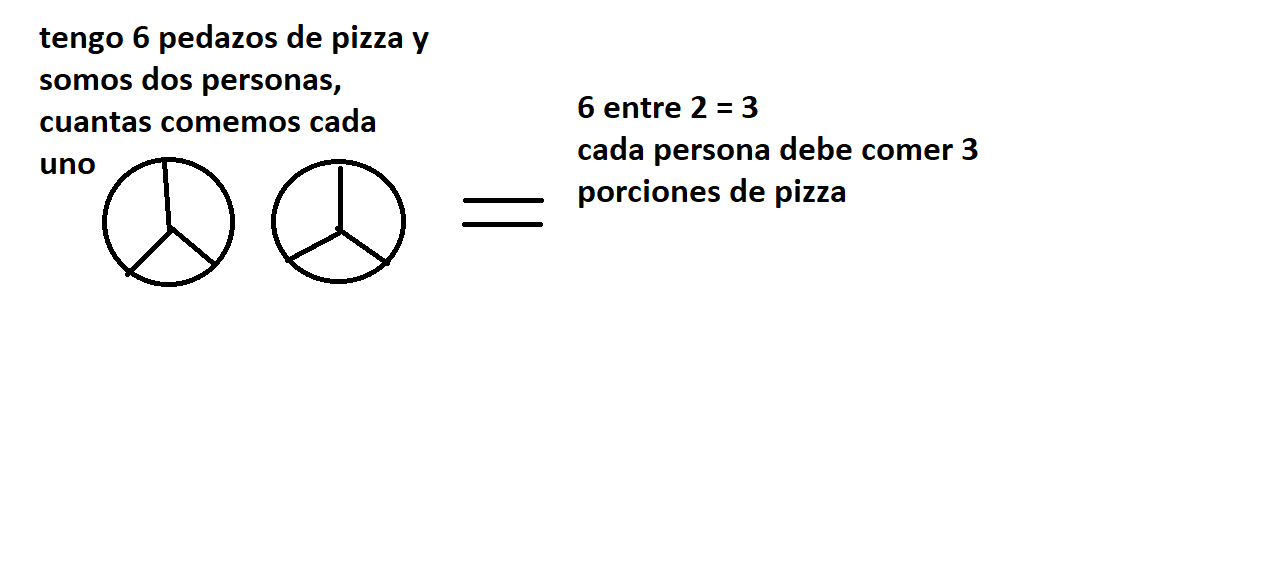 tengo 6 pedazos de pizza y
somos dos personas,
cuantas comemos cada
uno
6 entre 2 = 3
cada persona debe comer 3
porciones de pizza